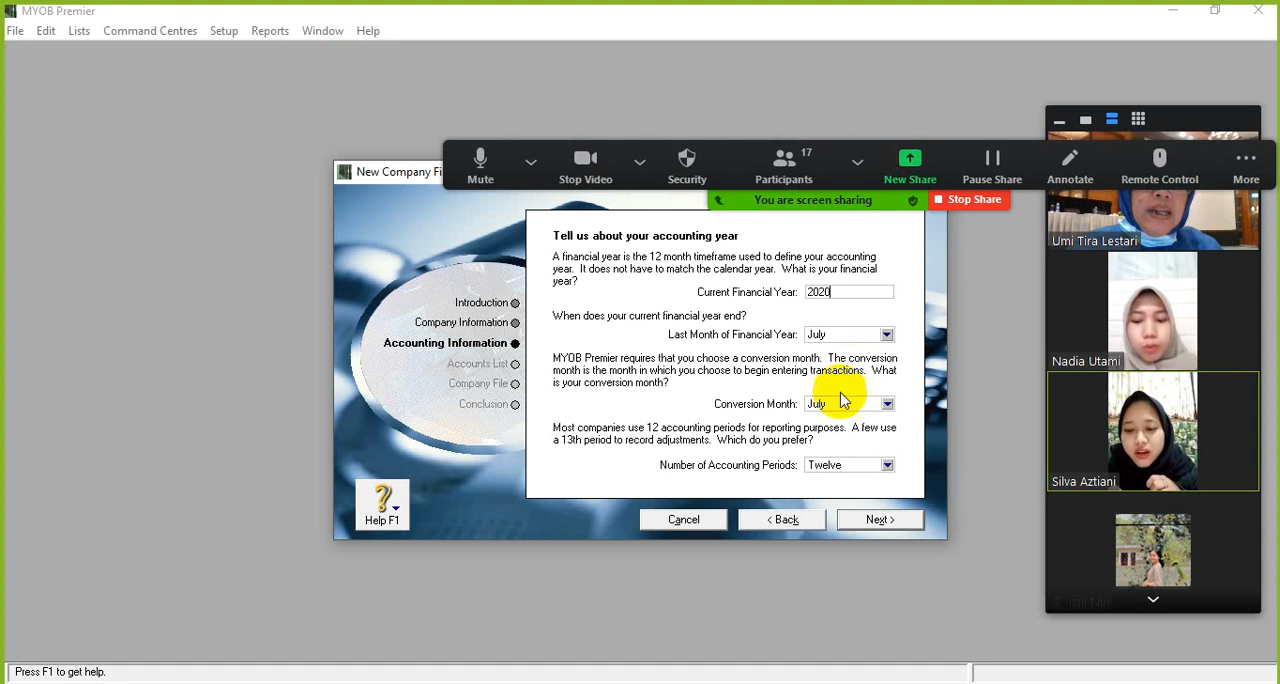 MYOB Premier
File Edit Lists Command Centres Setup Reports Window Help
Mute Stop Video Security Participants 17 New Share Pause Share Annotate Remote Control More
You are screen sharing Stop Share
New Company Fi
Introduction
Company Information
Accounting Information
Accounts List
Company File
Conclusion
Help F1
Tell us about your accounting year
A financial year is the 12 month timeframe used to define your accounting
year. It does not have to match the calendar year. What is your financial
year?
Current Financial Year: 2020
When does your current financial year end?
Last Month of Financial Year: July
MYOB Premier requires that you choose a conversion month. The conversion
month is the month in which you choose to begin entering transactions. What
is your conversion month?
Conversion Month: July
Most companies use 12 accounting periods for reporting purposes. A few use
a 13th period to record adjustments. Which do you prefer?
Number of Accounting Periods: Twelve
Cancel < Back Next >
Umi Tira Lestari
Nadia Utami
Silva Aztiani
Press F1 to get help.